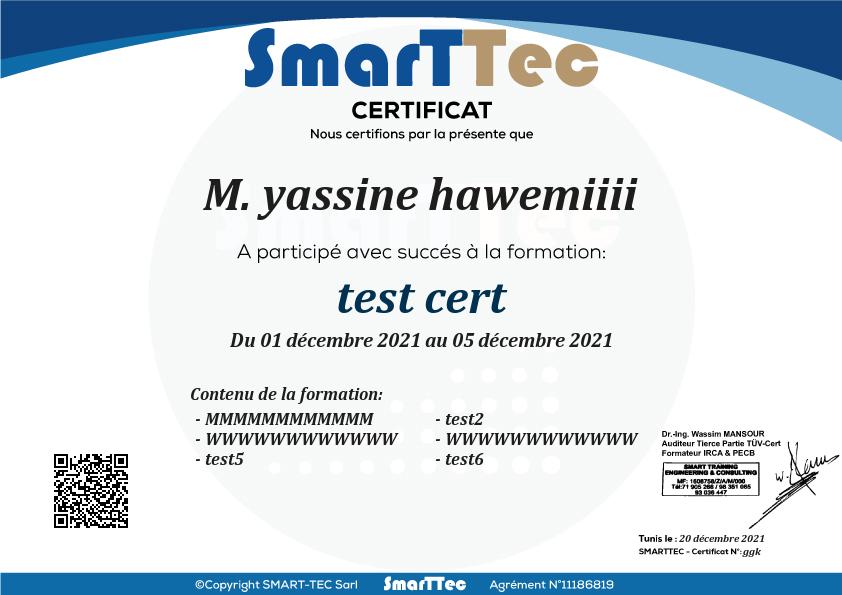 SmarTTec
CERTIFICAT
Nous certifions par la présente que
M. yassine hawemiiii
A participé avec succés à la formation:
test cert
Du 01 décembre 2021 au 05 décembre 2021
Contenu de la formation:
- MMMMMMMMMMMMM
- test2
- WWWWWWWWWWWW
- WWWWWWWWWWWW
- test5
- test6
Dr.-Ing. Wassim MANSOUR
Auditeur Tierce Partie TÜV-Cert
Formateur IRCA & PECB
SMART TRAINING
ENGINEERING & CONSULTING
MF: 1608758/Z/A/M/000
Tél:71 905 266 / 98 351 065
93 036 447
Tunis le : 20 décembre 2021
SMARTTEC - Certificat N°: ggk
©Copyright SMART-TEC Sarl SmarTTec Agrément N°11186819